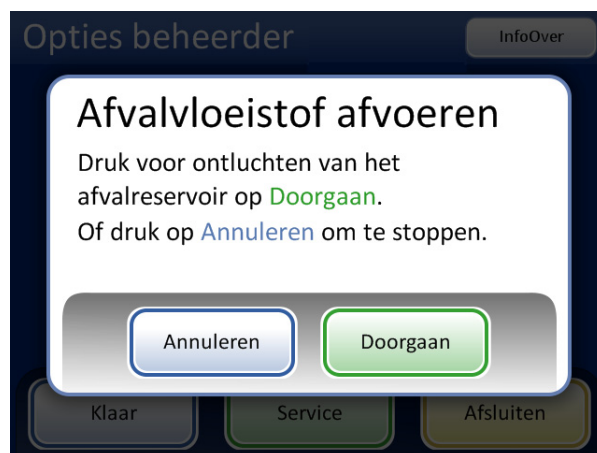 Opties beheerder
InfoOver
Afvalvloeistof afvoeren
Druk voor ontluchten van het
afvalreservoir op Doorgaan.
Of druk op Annuleren om te stoppen.
Annuleren
Doorgaan
Klaar
Service
Afsluiten